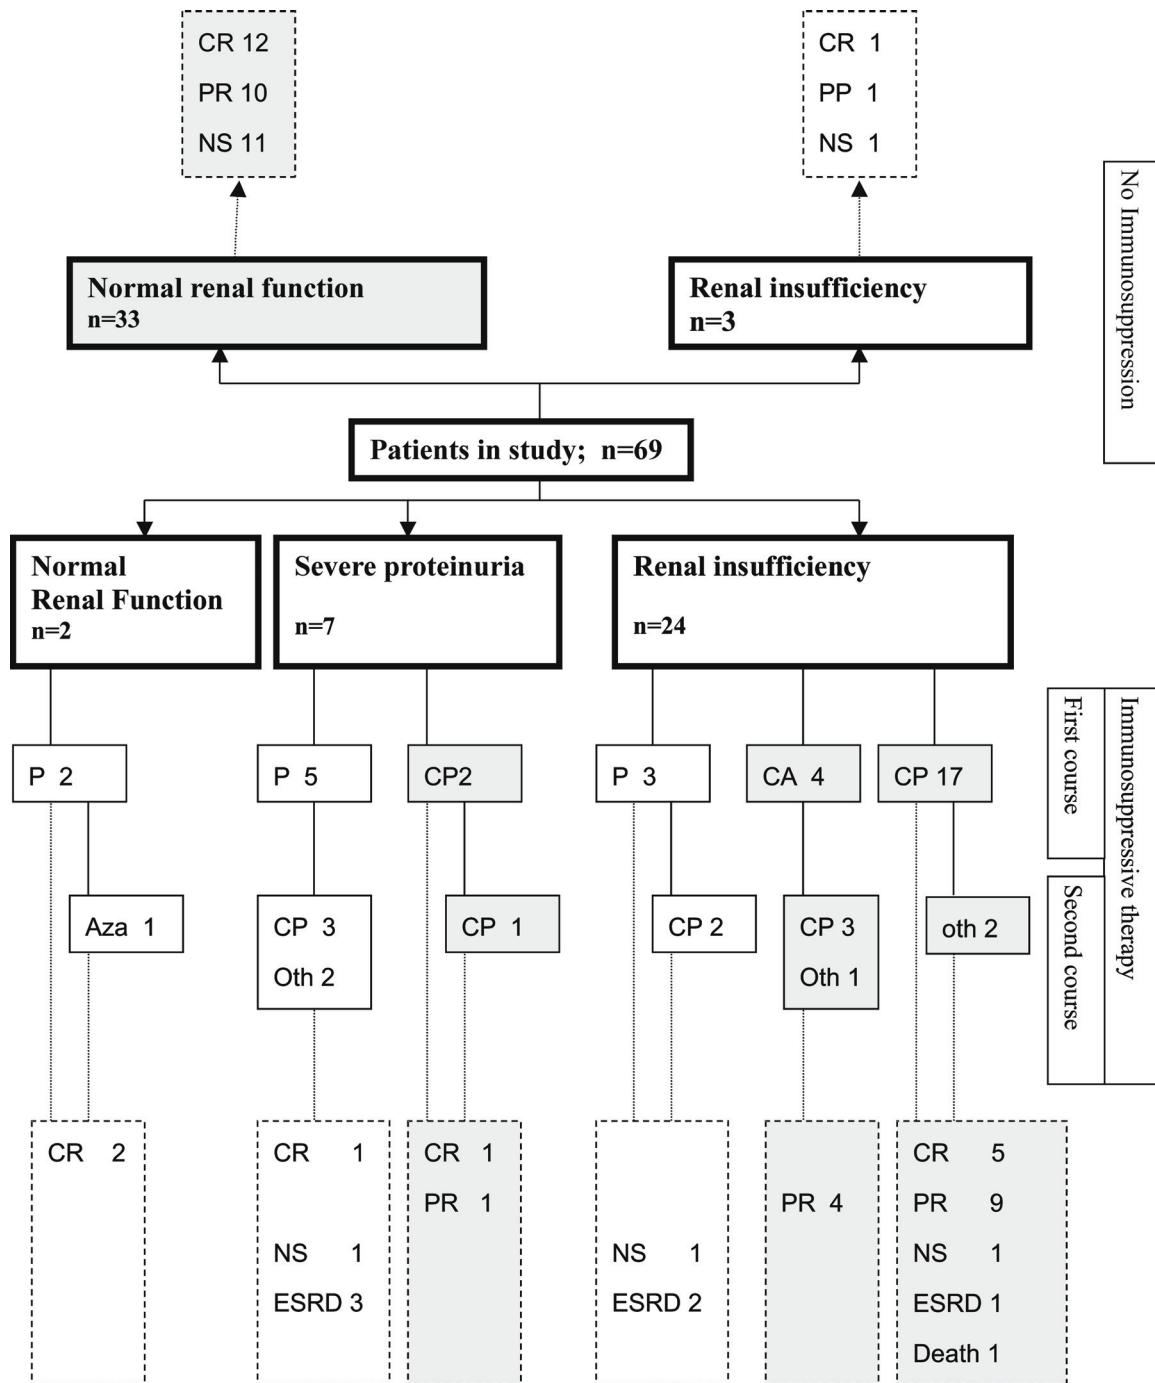 CR 12
PR 10
NS 11
CR 1
PP 1
NS 1
No Immunosuppression
Normal renal function
n=33
Renal insufficiency
n=3
Patients in study; n=69
Normal
Renal Function
n=2
Severe proteinuria
n=7
Renal insufficiency
n=24
First course
Immunosuppressive therapy
P 2
P 5
CP2
P 3
CA 4
CP 17
Second course
Aza 1
CP 3
Oth 2
CP 1
CP 2
CP 3
Oth 1
oth 2
CR 2
CR 1
NS 1
ESRD 3
CR 1
PR 1
NS 1
ESRD 2
PR 4
CR 5
PR 9
NS 1
ESRD 1
Death 1